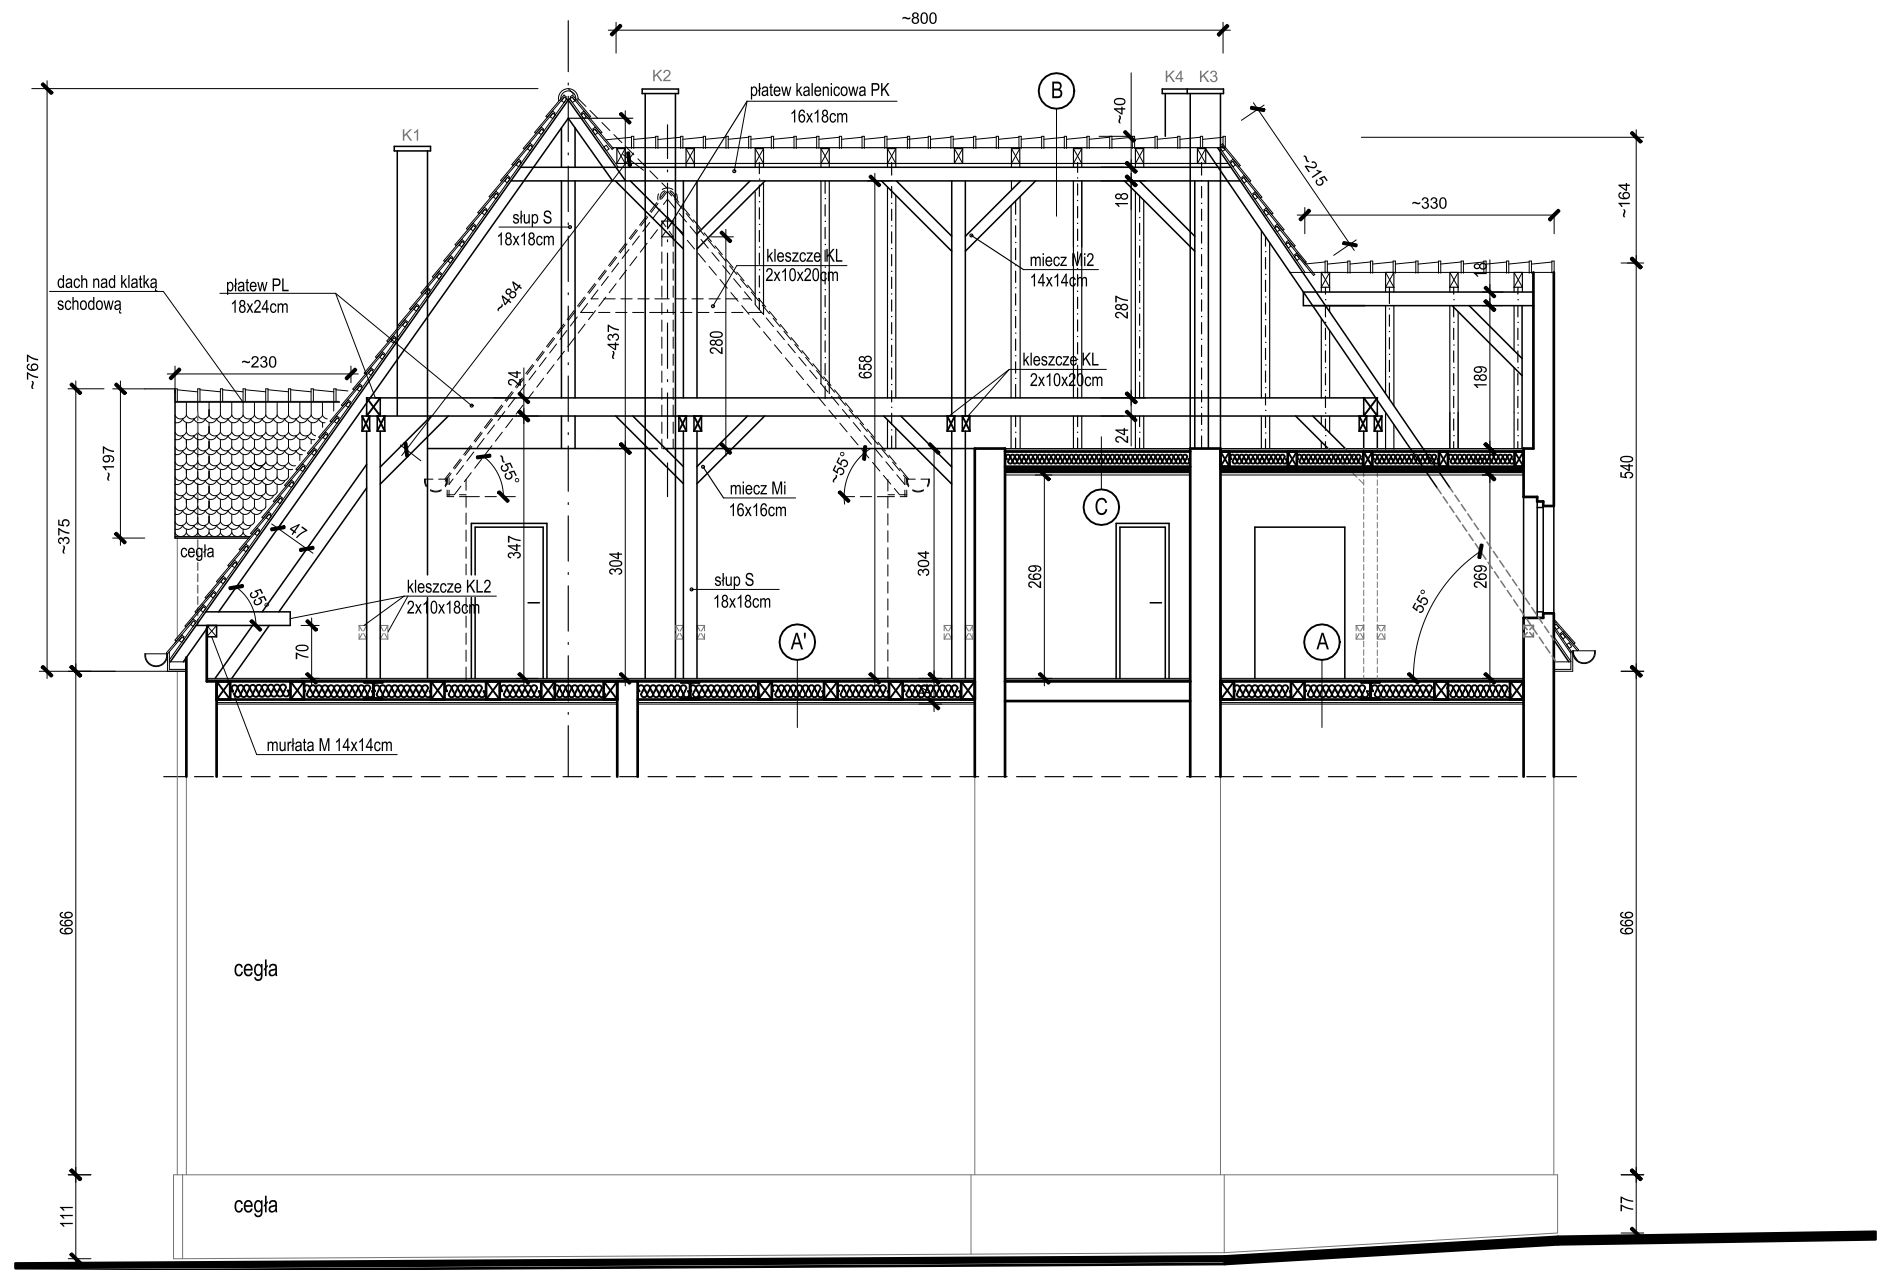 ~800
K2
K4 K3
płatew kalenicowa PK
16x18cm
B
~40
K1
~215
~164
~330
słup S
18x18cm
18
kleszcze KL
2x10x20cm
miecz Mi2
14x14cm
18
dach nad klatką
schodową
płatew PL
18x24cm
~484
287
~767
~437
280
658
~230
24
kleszcze KL
2x10x20cm
189
24
~197
~55°
~55°
540
miecz Mi
16x16cm
C
~375
47
cegła
347
304
304
269
269
55°
kleszcze KL2
2x10x18cm
słup S
18x18cm
55°
70
A'
A
murłata M 14x14cm
666
666
cegła
cegła
111
77